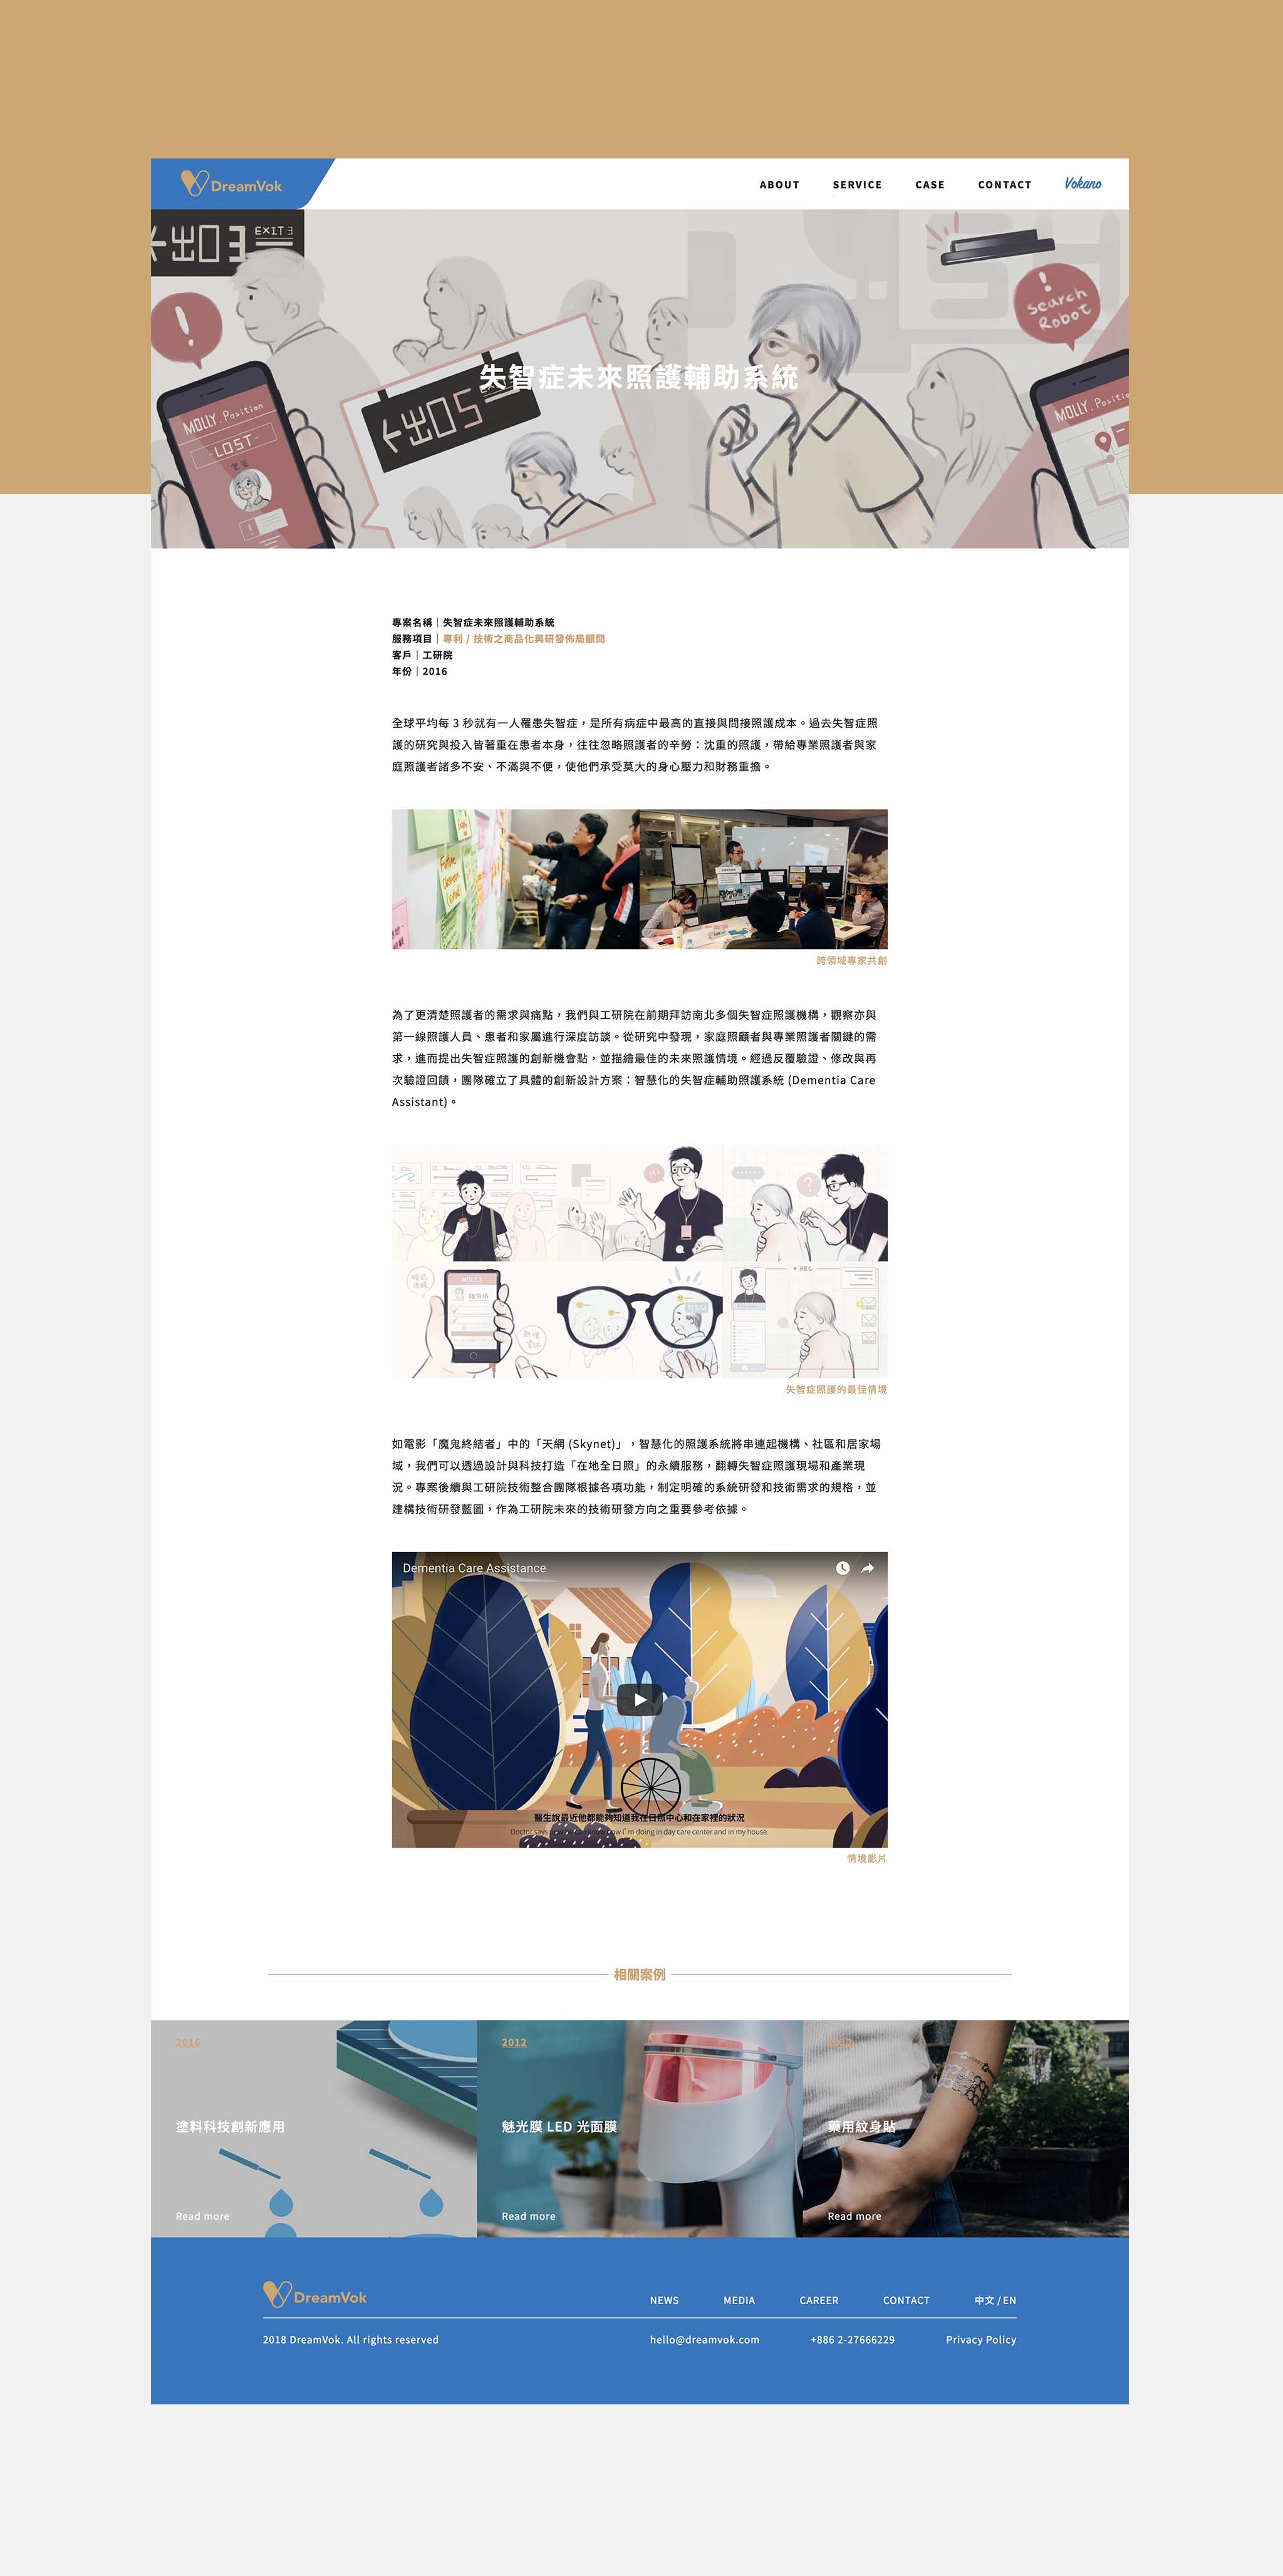 DreamVok
ABOUT SERVICE CASE CONTACT Vokano
出口3 EXIT 3
!
! Search Robot
失智症未來照護輔助系統
MOLLY. Position
-LOST-
出口5
MOLLY. Positio
專案名稱｜失智症未來照護輔助系統
服務項目｜專利 / 技術之商品化與研發佈局顧問
客戶｜工研院
年份｜2016
全球平均每 3 秒就有一人罹患失智症，是所有病症中最高的直接與間接照護成本。過去失智症照
護的研究與投入皆著重在患者本身，往往忽略照護者的辛勞：沈重的照護，帶給專業照護者與家
庭照護者諸多不安、不滿與不便，使他們承受莫大的身心壓力和財務重擔。
跨領域專家共創
為了更清楚照護者的需求與痛點，我們與工研院在前期拜訪南北多個失智症照護機構，觀察亦與
第一線照護人員、患者和家屬進行深度訪談。從研究中發現，家庭照顧者與專業照護者關鍵的需
求，進而提出失智症照護的創新機會點，並描繪最佳的未來照護情境。經過反覆驗證、修改與再
次驗證回饋，團隊確立了具體的創新設計方案：智慧化的失智症輔助照護系統 (Dementia Care
Assistant)。
Hi
?
MOLLY
REC
失智症照護的最佳情境
如電影「魔鬼終結者」中的「天網 (Skynet)」，智慧化的照護系統將串連起機構、社區和居家場
域，我們可以透過設計與科技打造「在地全日照」的永續服務，翻轉失智症照護現場和產業現
況。專案後續與工研院技術整合團隊根據各項功能，制定明確的系統研發和技術需求的規格，並
建構技術研發藍圖，作為工研院未來的技術研發方向之重要參考依據。
Dementia Care Assistance
醫生說最近他都能夠知道我在日照中心和在家裡的狀況
Doctor says how I'm doing in day care center and in my house.
情境影片
相關案例
2016
塗料科技創新應用
Read more
2012
魅光膜 LED 光面膜
Read more
藥用紋身貼
Read more
DreamVok
NEWS MEDIA CAREER CONTACT 中文 / EN
2018 DreamVok. All rights reserved
hello@dreamvok.com +886 2-27666229 Privacy Policy